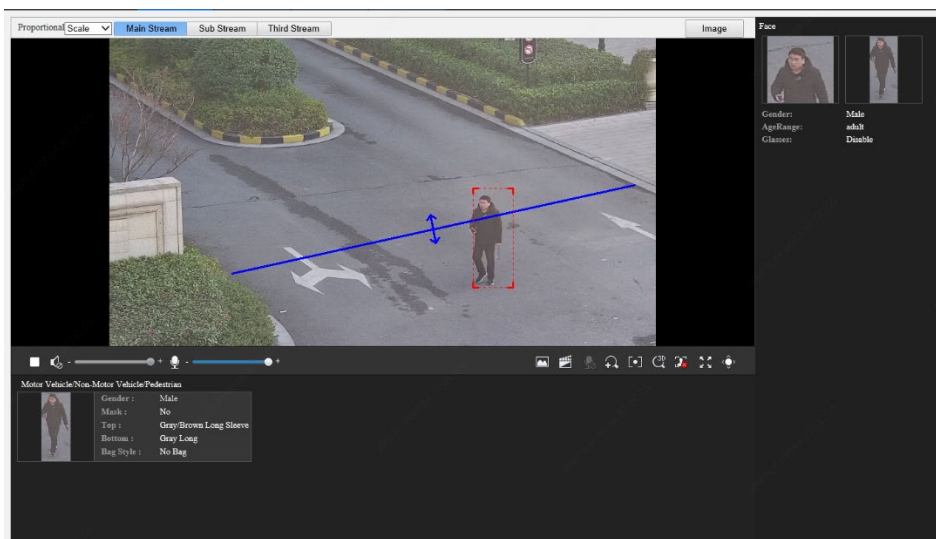 Proportional Scale Main Stream Sub Stream Third Stream Image
Face
Gender: Male
AgeRange: adult
Glasses: Disable
- + - +
3D
Motor Vehicle/Non-Motor Vehicle/Pedestrian
Gender : Male
Mask : No
Top : Gray/Brown Long Sleeve
Bottom : Gray Long
Bag Style : No Bag